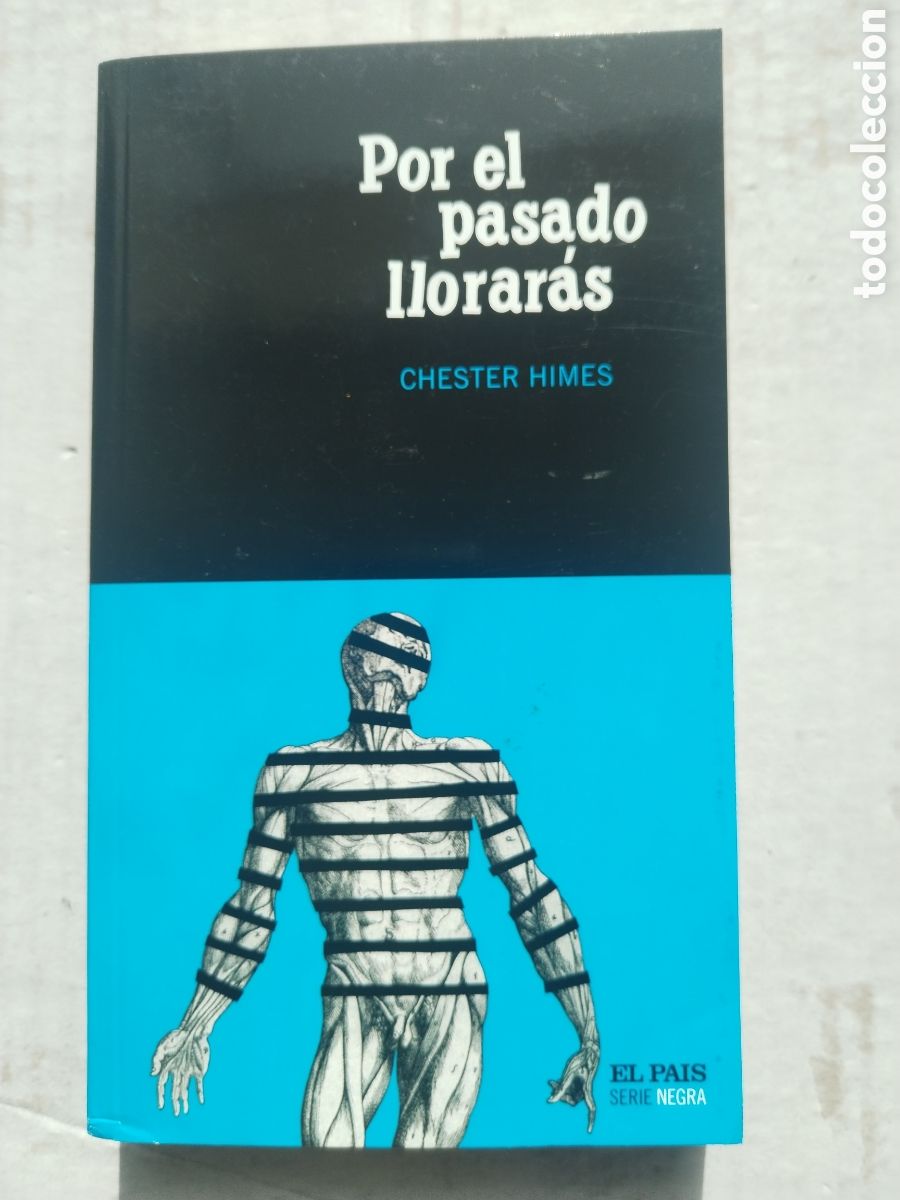 Por el
pasado
llorarás
CHESTER HIMES
EL PAIS
SERIE NEGRA
todocoleccion